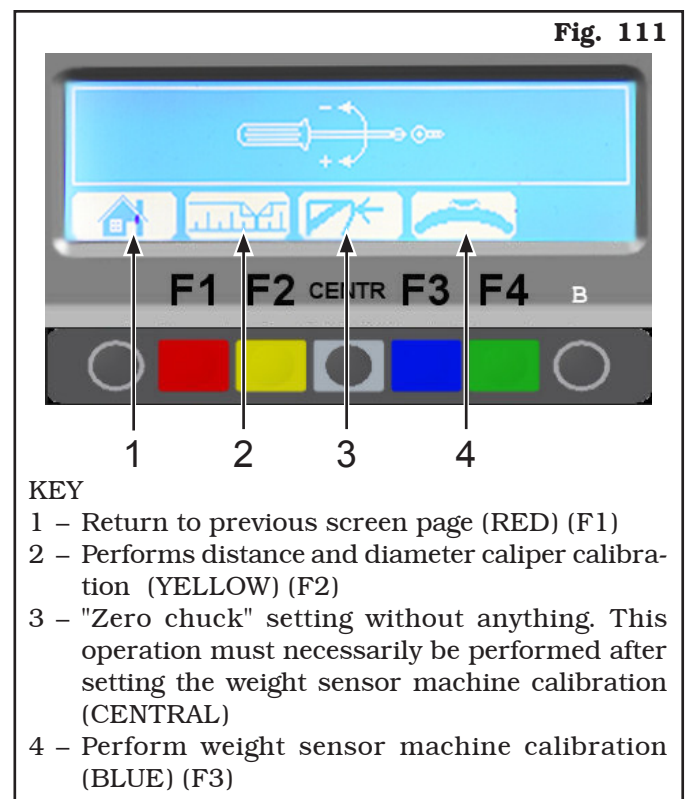 Fig. 111
F1 F2 CENTR F3 F4 B
1 2 3 4
KEY
1 – Return to previous screen page (RED) (F1)
2 – Performs distance and diameter caliper calibra-
tion (YELLOW) (F2)
3 – "Zero chuck" setting without anything. This
operation must necessarily be performed after
setting the weight sensor machine calibration
(CENTRAL)
4 – Perform weight sensor machine calibration
(BLUE) (F3)